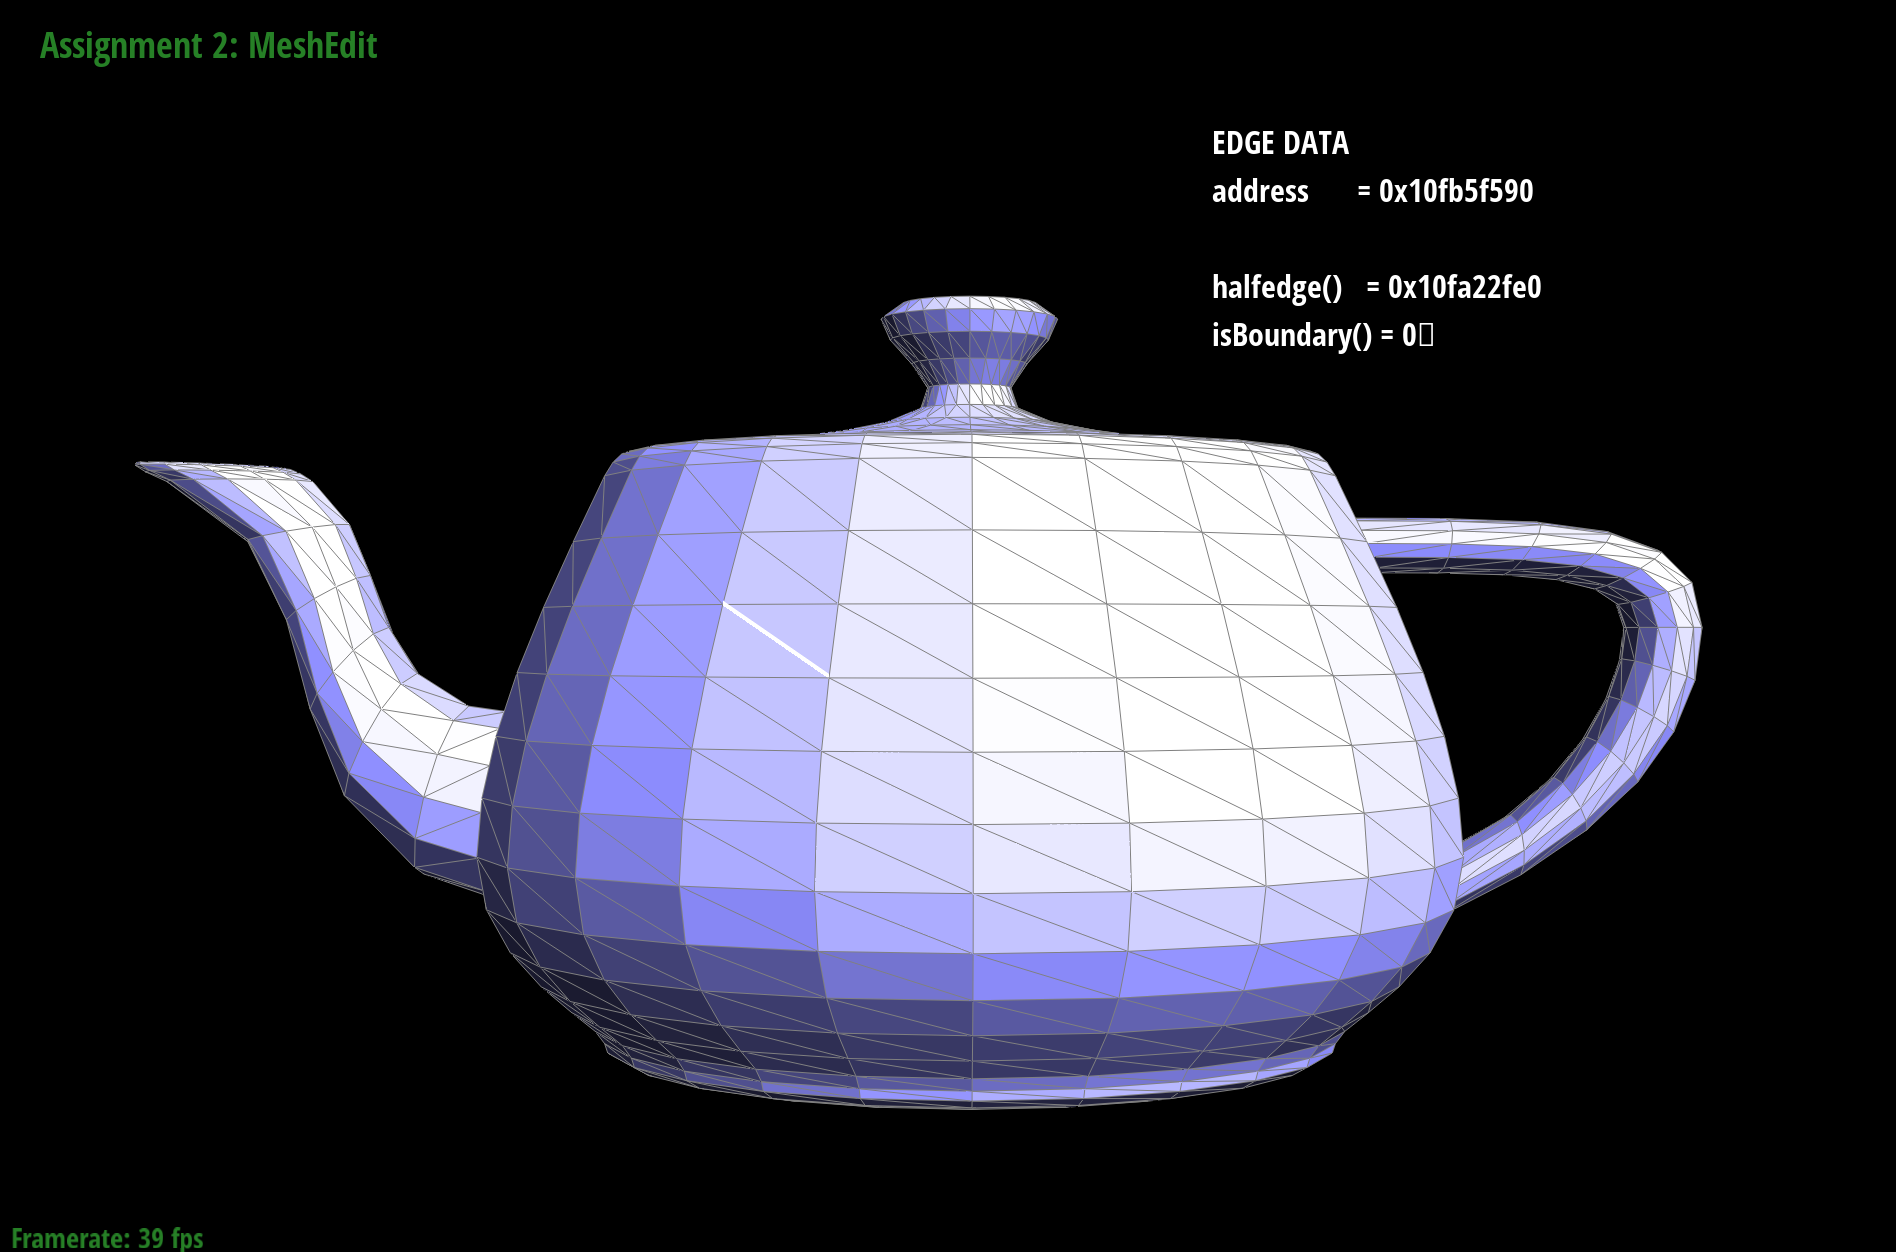 Assignment 2: MeshEdit
EDGE DATA
address = 0x10fb5f590
halfedge() = 0x10fa22fe0
isBoundary() = 0▯
Framerate: 39 fps